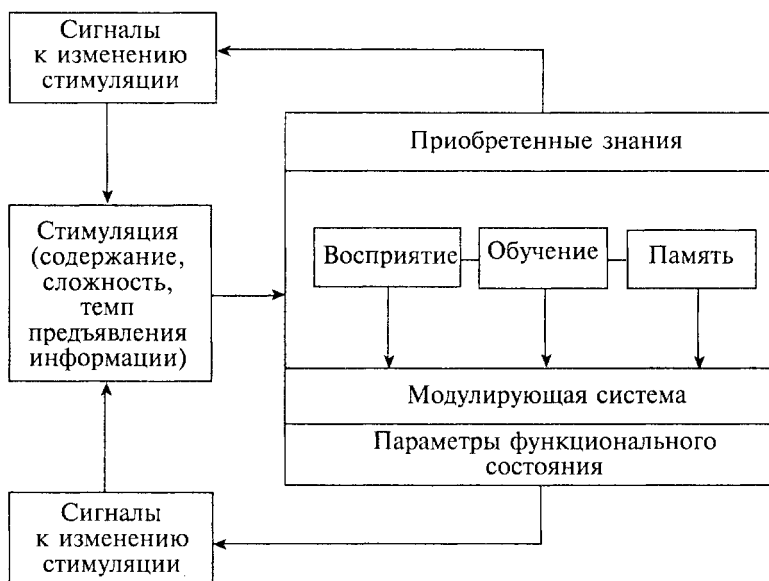 Сигналы
к изменению
стимуляции
Приобретенные знания
Стимуляция
(содержание,
сложность,
темп
предъявления
информации)
Восприятие
Обучение
Память
Модулирующая система
Параметры функционального
состояния
Сигналы
к изменению
стимуляции